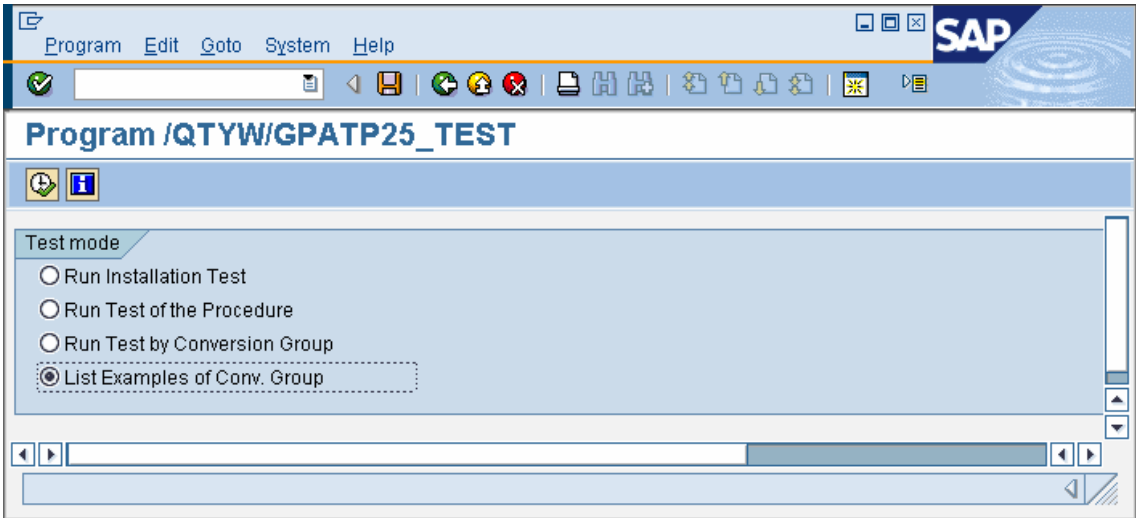 Program Edit Goto System Help
SAP
Program /QTYW/GPATP25_TEST
Test mode
Run Installation Test
Run Test of the Procedure
Run Test by Conversion Group
List Examples of Conv. Group